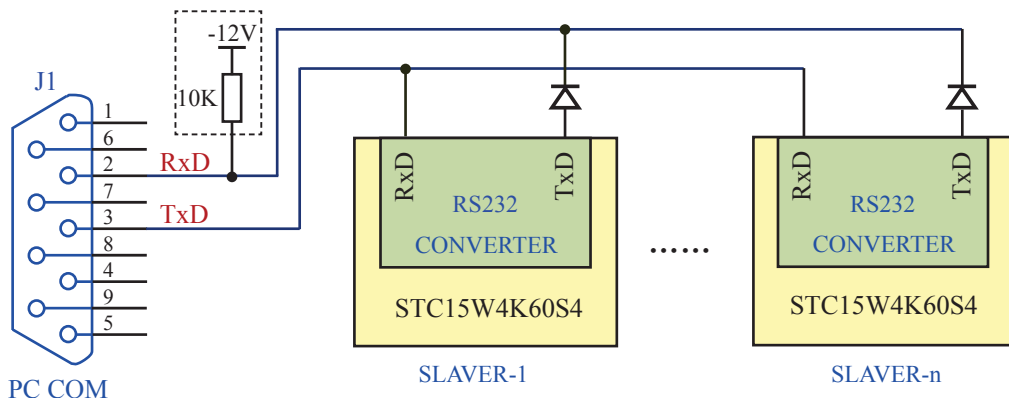 -12V
J1
10K
1
6
2
RxD
7
3
TxD
8
4
9
5
PC COM
RxD
TxD
RS232
CONVERTER
STC15W4K60S4
SLAVER-1
......
RxD
TxD
RS232
CONVERTER
STC15W4K60S4
SLAVER-n